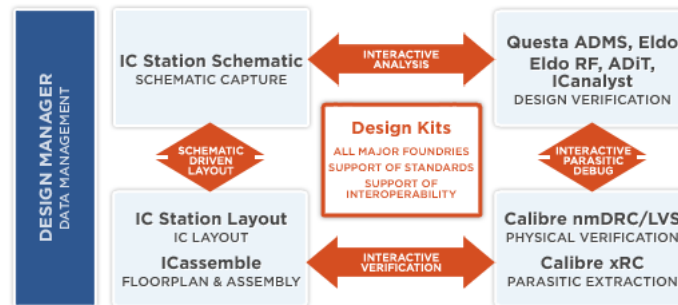 DESIGN MANAGER
DATA MANAGEMENT
IC Station Schematic
SCHEMATIC CAPTURE
INTERACTIVE
ANALYSIS
Questa ADMS, Eldo
Eldo RF, ADiT,
ICanalyst
DESIGN VERIFICATION
SCHEMATIC
DRIVEN
LAYOUT
Design Kits
ALL MAJOR FOUNDRIES
SUPPORT OF STANDARDS
SUPPORT OF
INTEROPERABILITY
INTERACTIVE
PARASITIC
DEBUG
IC Station Layout
IC LAYOUT
ICassemble
FLOORPLAN & ASSEMBLY
INTERACTIVE
VERIFICATION
Calibre nmDRC/LVS
PHYSICAL VERIFICATION
Calibre xRC
PARASITIC EXTRACTION